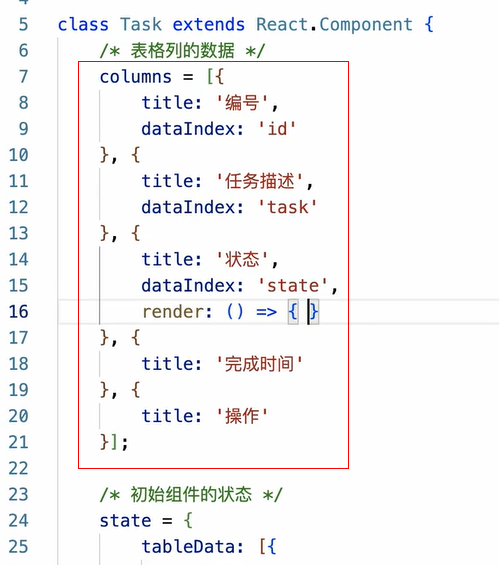 5 class Task extends React.Component {
6 /* 表格列的数据 */
7 columns = [{
8 title: '编号',
9 dataIndex: 'id'
10 }, {
11 title: '任务描述',
12 dataIndex: 'task'
13 }, {
14 title: '状态',
15 dataIndex: 'state',
16 render: () => { }
17 }, {
18 title: '完成时间'
19 }, {
20 title: '操作'
21 }];
22
23 /* 初始组件的状态 */
24 state = {
25 tableData: [{